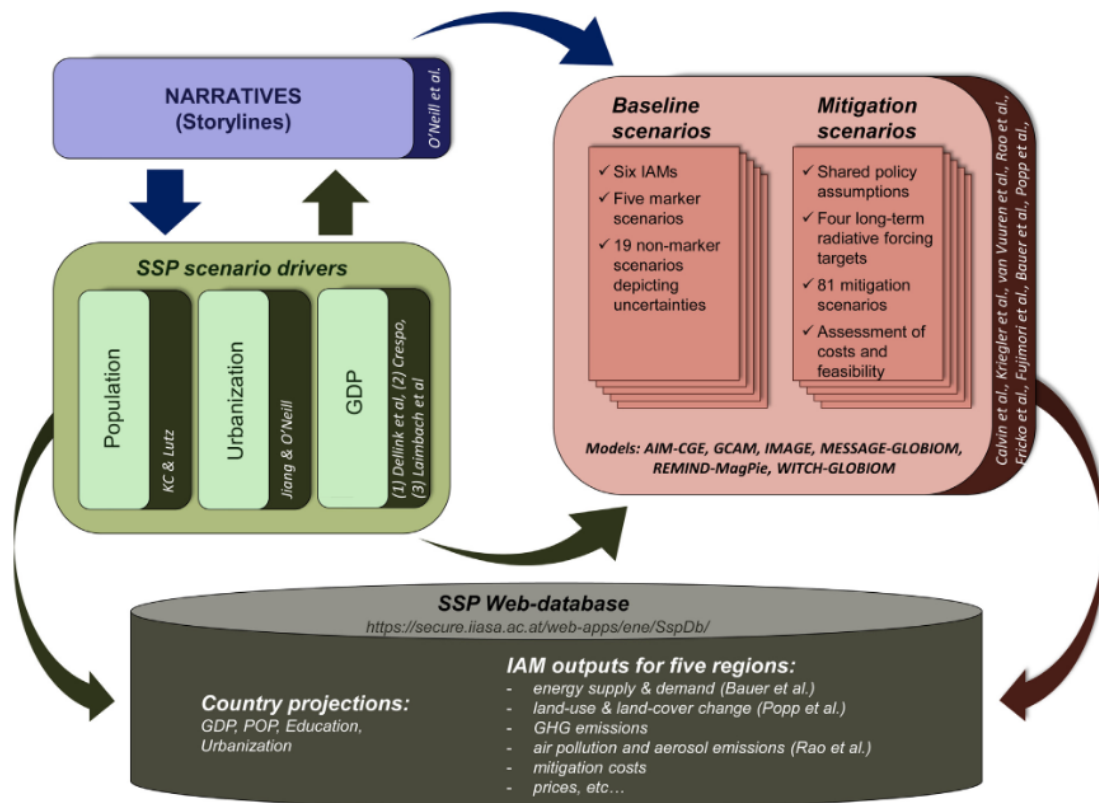 NARRATIVES
(Storylines)
O'Neill et al.
SSP scenario drivers
Population
KC & Lutz
Urbanization
Jiang & O'Neill
GDP
(1) Dellink et al, (2) Crespo,
(3) Laimbach et al
Baseline
scenarios
✓ Six IAMs
✓ Five marker
scenarios
✓ 19 non-marker
scenarios
depicting
uncertainties
Mitigation
scenarios
✓ Shared policy
assumptions
✓ Four long-term
radiative forcing
targets
✓ 81 mitigation
scenarios
✓ Assessment of
costs and
feasibility
Models: AIM-CGE, GCAM, IMAGE, MESSAGE-GLOBIOM,
REMIND-MagPie, WITCH-GLOBIOM
Calvin et al., Kriegler et al., van Vuuren et al., Rao et al.,
Fricko et al., Fujimori et al., Bauer et al., Popp et al.,
SSP Web-database
https://secure.iiasa.ac.at/web-apps/ene/SspDb/
Country projections:
GDP, POP, Education,
Urbanization
IAM outputs for five regions:
- energy supply & demand (Bauer et al.)
- land-use & land-cover change (Popp et al.)
- GHG emissions
- air pollution and aerosol emissions (Rao et al.)
- mitigation costs
- prices, etc…